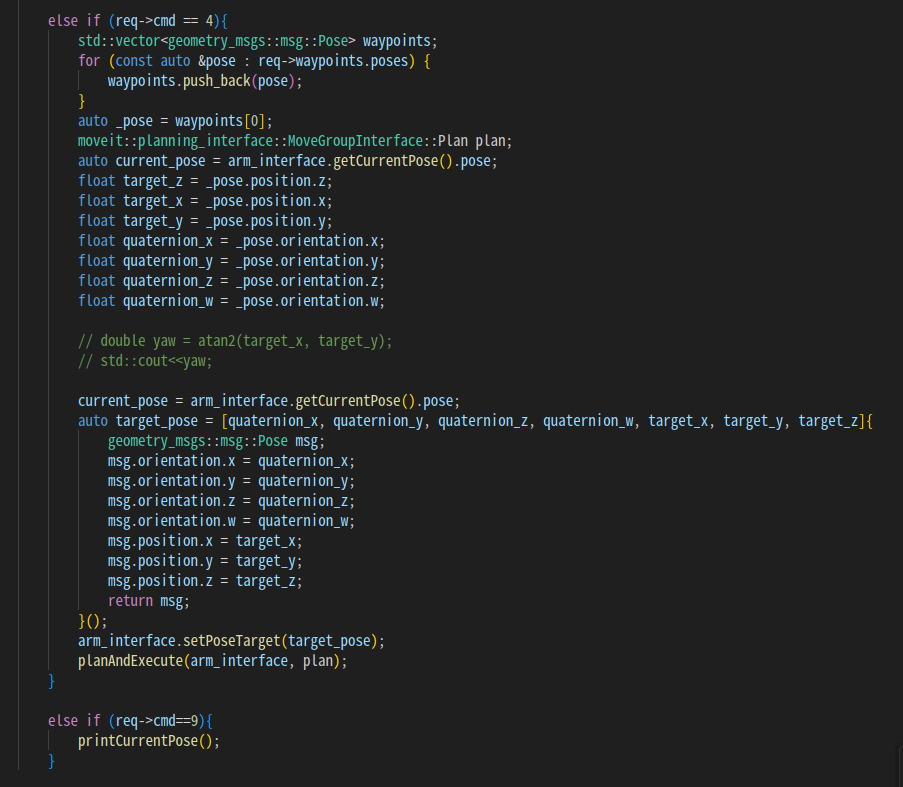 else if (req->cmd == 4){
std::vector<geometry_msgs::msg::Pose> waypoints;
for (const auto &pose : req->waypoints.poses) {
waypoints.push_back(pose);
}
auto _pose = waypoints[0];
moveit::planning_interface::MoveGroupInterface::Plan plan;
auto current_pose = arm_interface.getCurrentPose().pose;
float target_z = _pose.position.z;
float target_x = _pose.position.x;
float target_y = _pose.position.y;
float quaternion_x = _pose.orientation.x;
float quaternion_y = _pose.orientation.y;
float quaternion_z = _pose.orientation.z;
float quaternion_w = _pose.orientation.w;
// double yaw = atan2(target_x, target_y);
// std::cout<<yaw;
current_pose = arm_interface.getCurrentPose().pose;
auto target_pose = [quaternion_x, quaternion_y, quaternion_z, quaternion_w, target_x, target_y, target_z]{
geometry_msgs::msg::Pose msg;
msg.orientation.x = quaternion_x;
msg.orientation.y = quaternion_y;
msg.orientation.z = quaternion_z;
msg.orientation.w = quaternion_w;
msg.position.x = target_x;
msg.position.y = target_y;
msg.position.z = target_z;
return msg;
}();
arm_interface.setPoseTarget(target_pose);
planAndExecute(arm_interface, plan);
}
else if (req->cmd==9){
printCurrentPose();
}